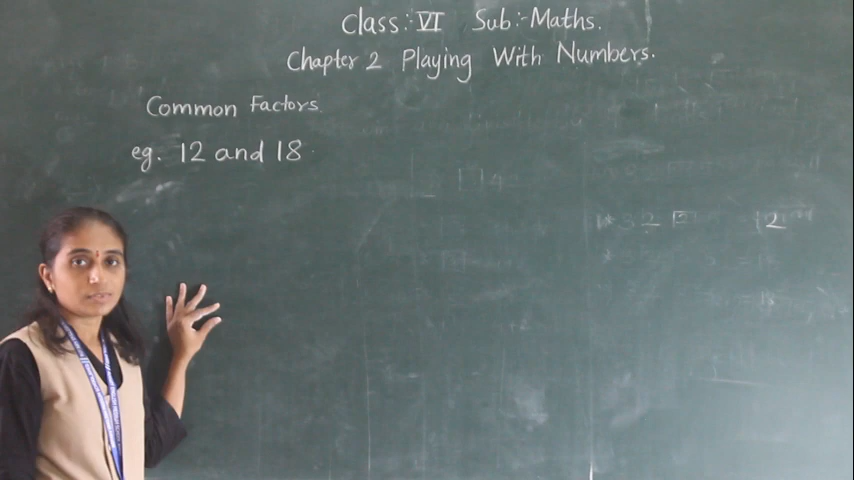 Class:- VI Sub:- Maths.
Chapter 2 Playing With Numbers.
Common Factors.
eg. 12 and 18.